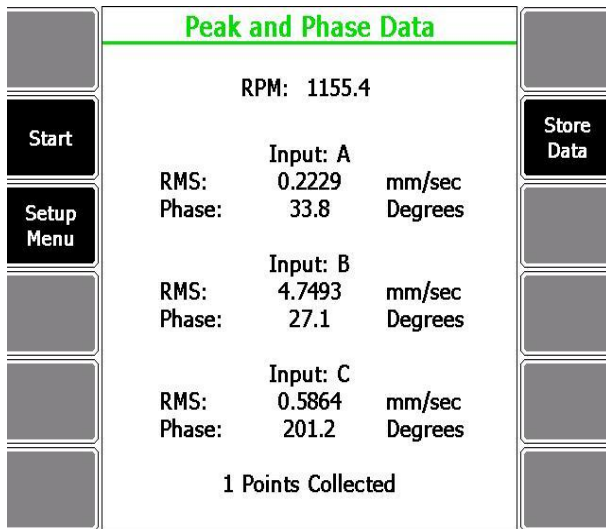 Peak and Phase Data
RPM: 1155.4
Start
Store
Data
Input: A
RMS: 0.2229 mm/sec
Phase: 33.8 Degrees
Setup
Menu
Input: B
RMS: 4.7493 mm/sec
Phase: 27.1 Degrees
Input: C
RMS: 0.5864 mm/sec
Phase: 201.2 Degrees
1 Points Collected